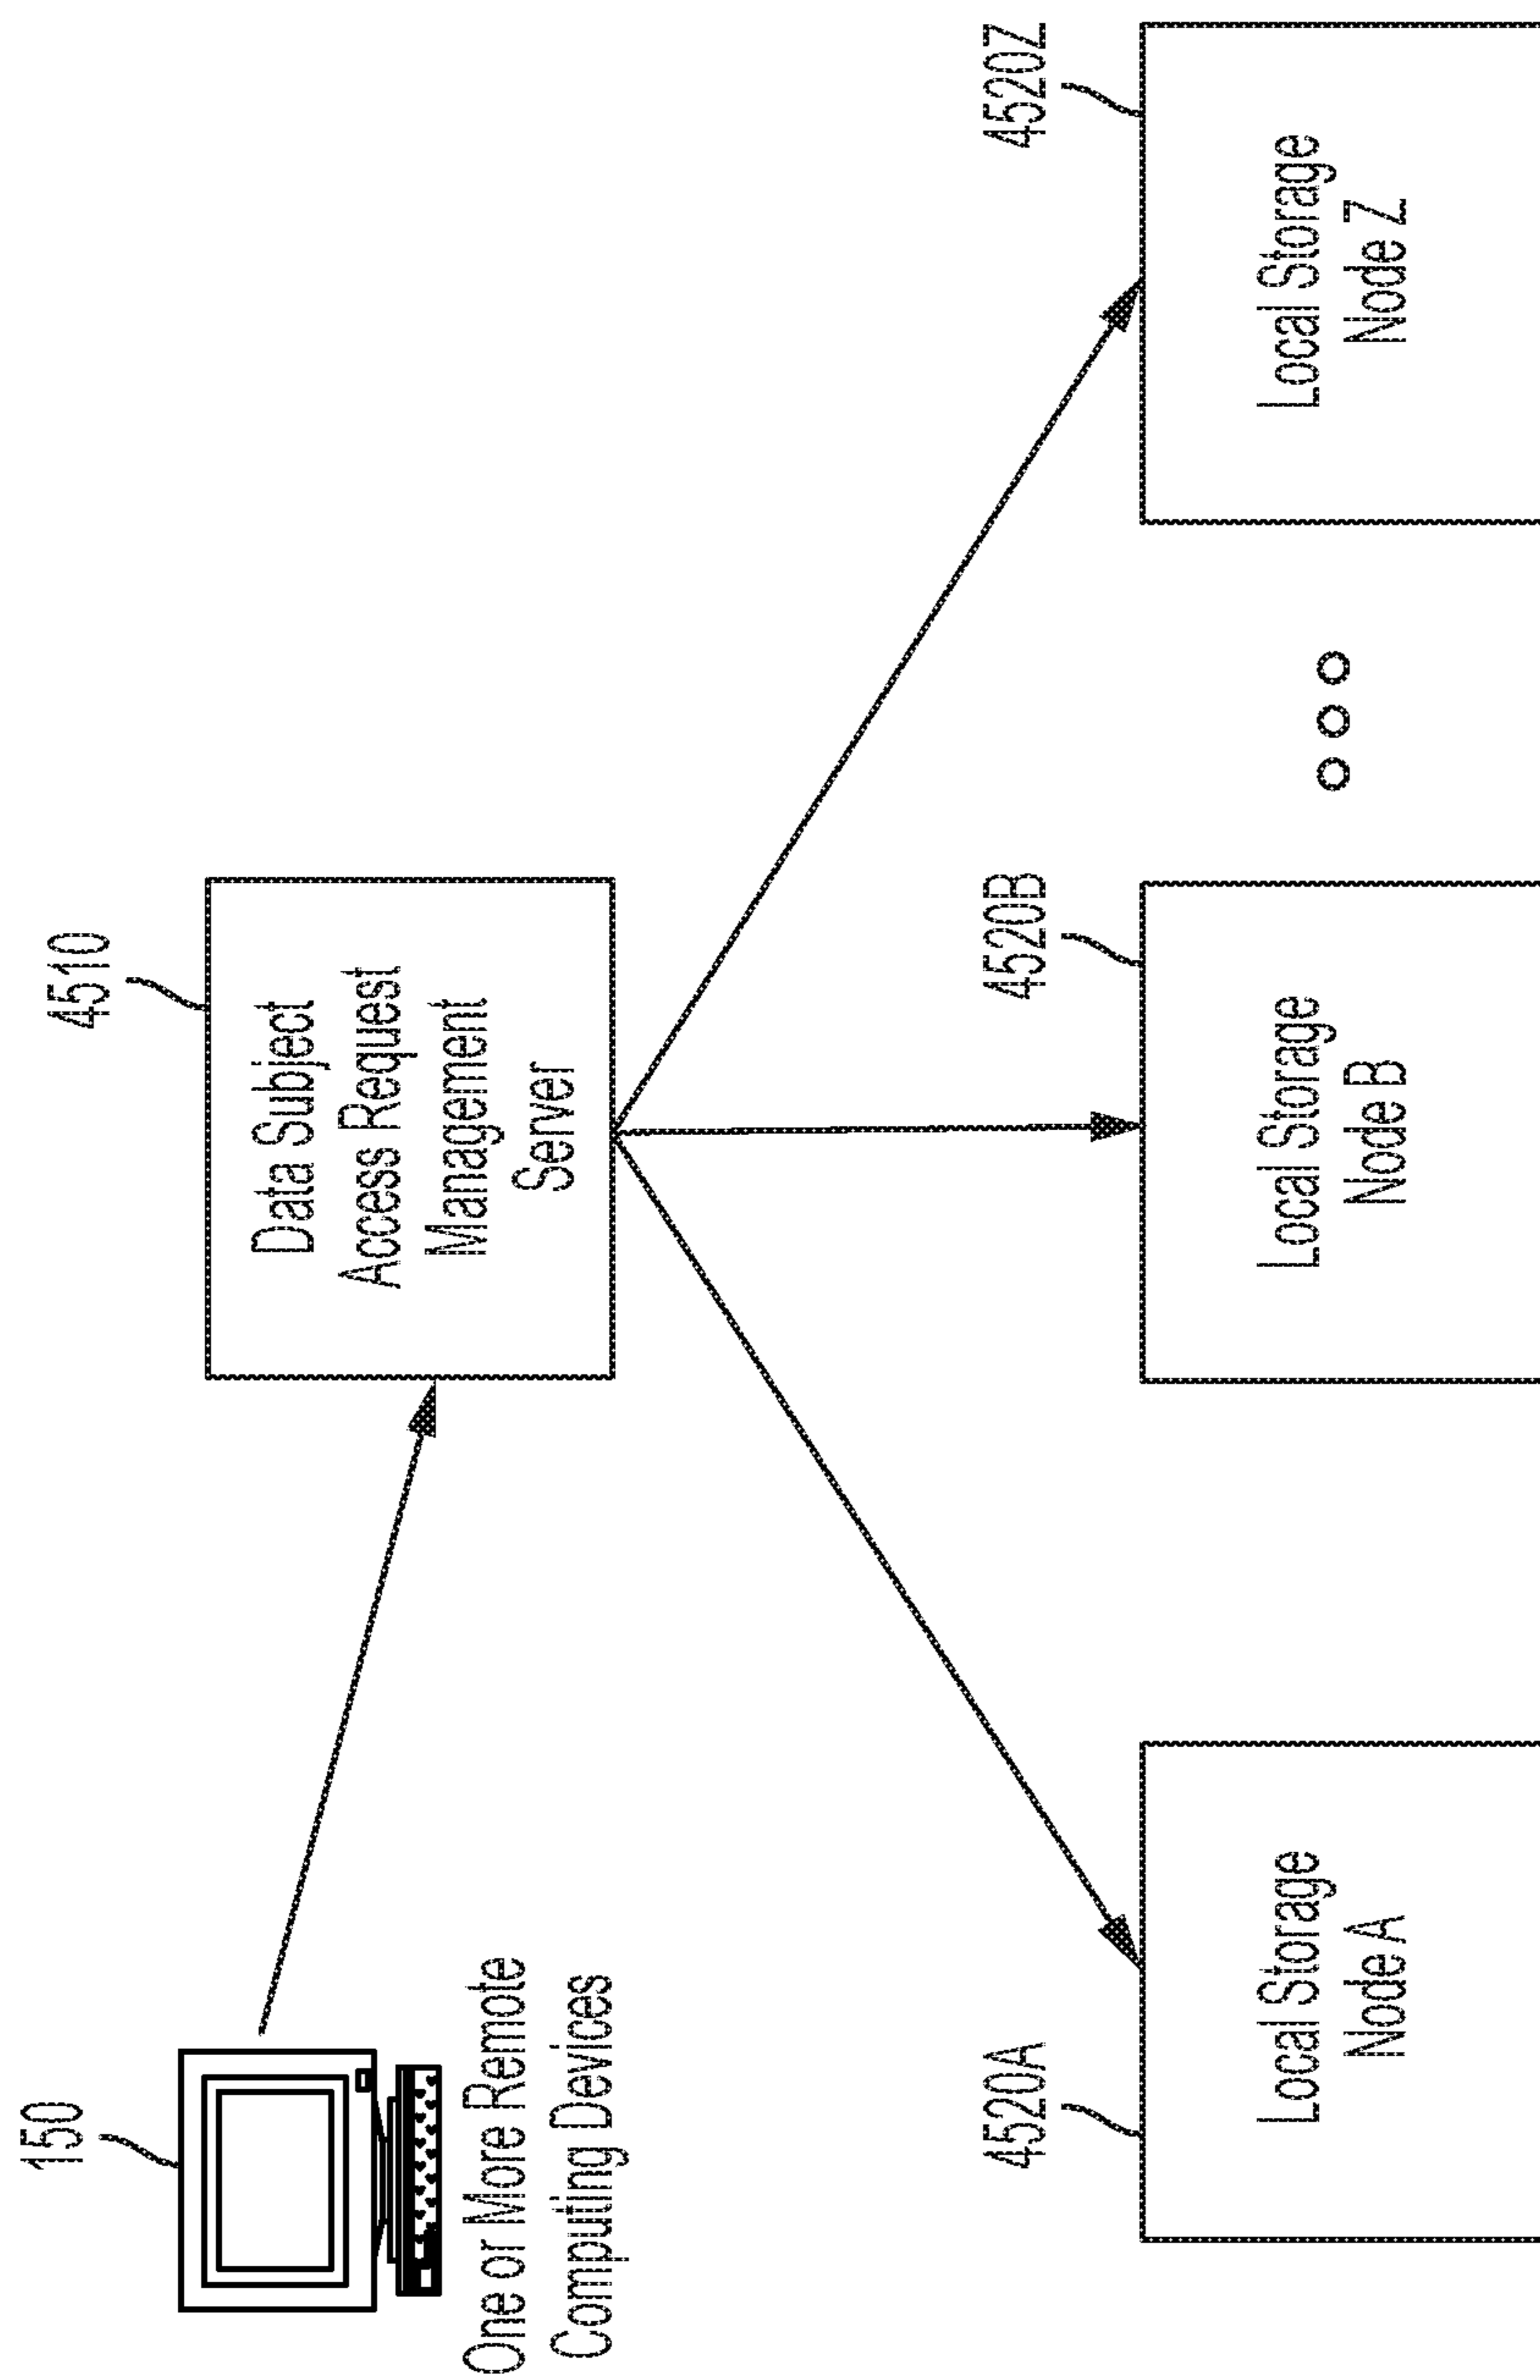 150
One or More Remote
Computing Devices
4510
Data Subject
Access Request
Management
Server
4520A
Local Storage
Node A
4520B
Local Storage
Node B
4520Z
Local Storage
Node Z